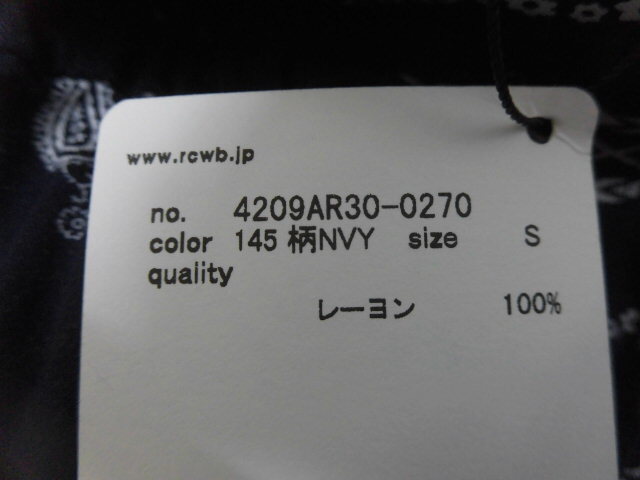 www.rcwb.jp
no. 4209AR30-0270
color 145 柄NVY size S
quality
レーヨン 100%